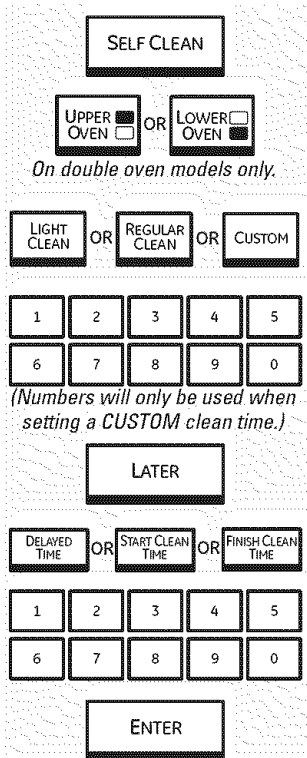 SELF CLEAN
UPPER OVEN OR LOWER OVEN
On double oven models only.
LIGHT CLEAN OR REGULAR CLEAN OR CUSTOM
1 2 3 4 5
6 7 8 9 0
(Numbers will only be used when
setting a CUSTOM clean time.)
LATER
DELAYED TIME OR START CLEAN TIME OR FINISH CLEAN TIME
1 2 3 4 5
6 7 8 9 0
ENTER